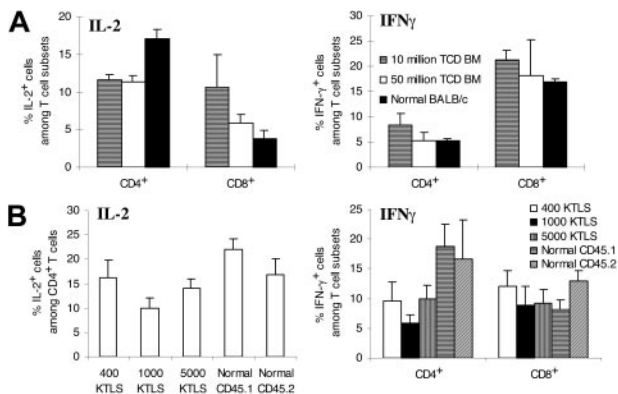 A
IL-2
% IL-2⁺ cells
among T cell subsets
20
15
10
5
0
CD4⁺
CD8⁺
IFNγ
% IFN-γ⁺ cells
among T cell subsets
30
25
20
15
10
5
0
10 million TCD BM
50 million TCD BM
Normal BALB/c
CD4⁺
CD8⁺
B
IL-2
% IL-2⁺ cells
among CD4⁺ T cells
30
25
20
15
10
5
0
400 KTLS
1000 KTLS
5000 KTLS
Normal CD45.1
Normal CD45.2
IFNγ
% IFN-γ⁺ cells
among T cell subsets
30
25
20
15
10
5
0
400 KTLS
1000 KTLS
5000 KTLS
Normal CD45.1
Normal CD45.2
CD4⁺
CD8⁺